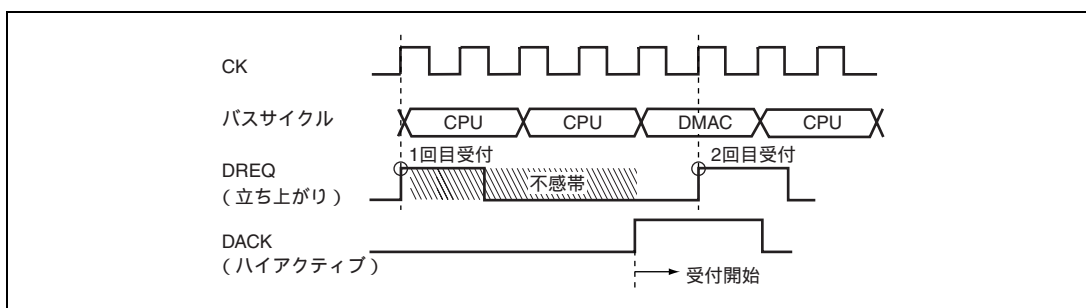 CK
バスサイクル
CPU CPU DMAC CPU
1回目受付 2回目受付
DREQ
(立ち上がり)
不感帯
DACK
(ハイアクティブ)
受付開始